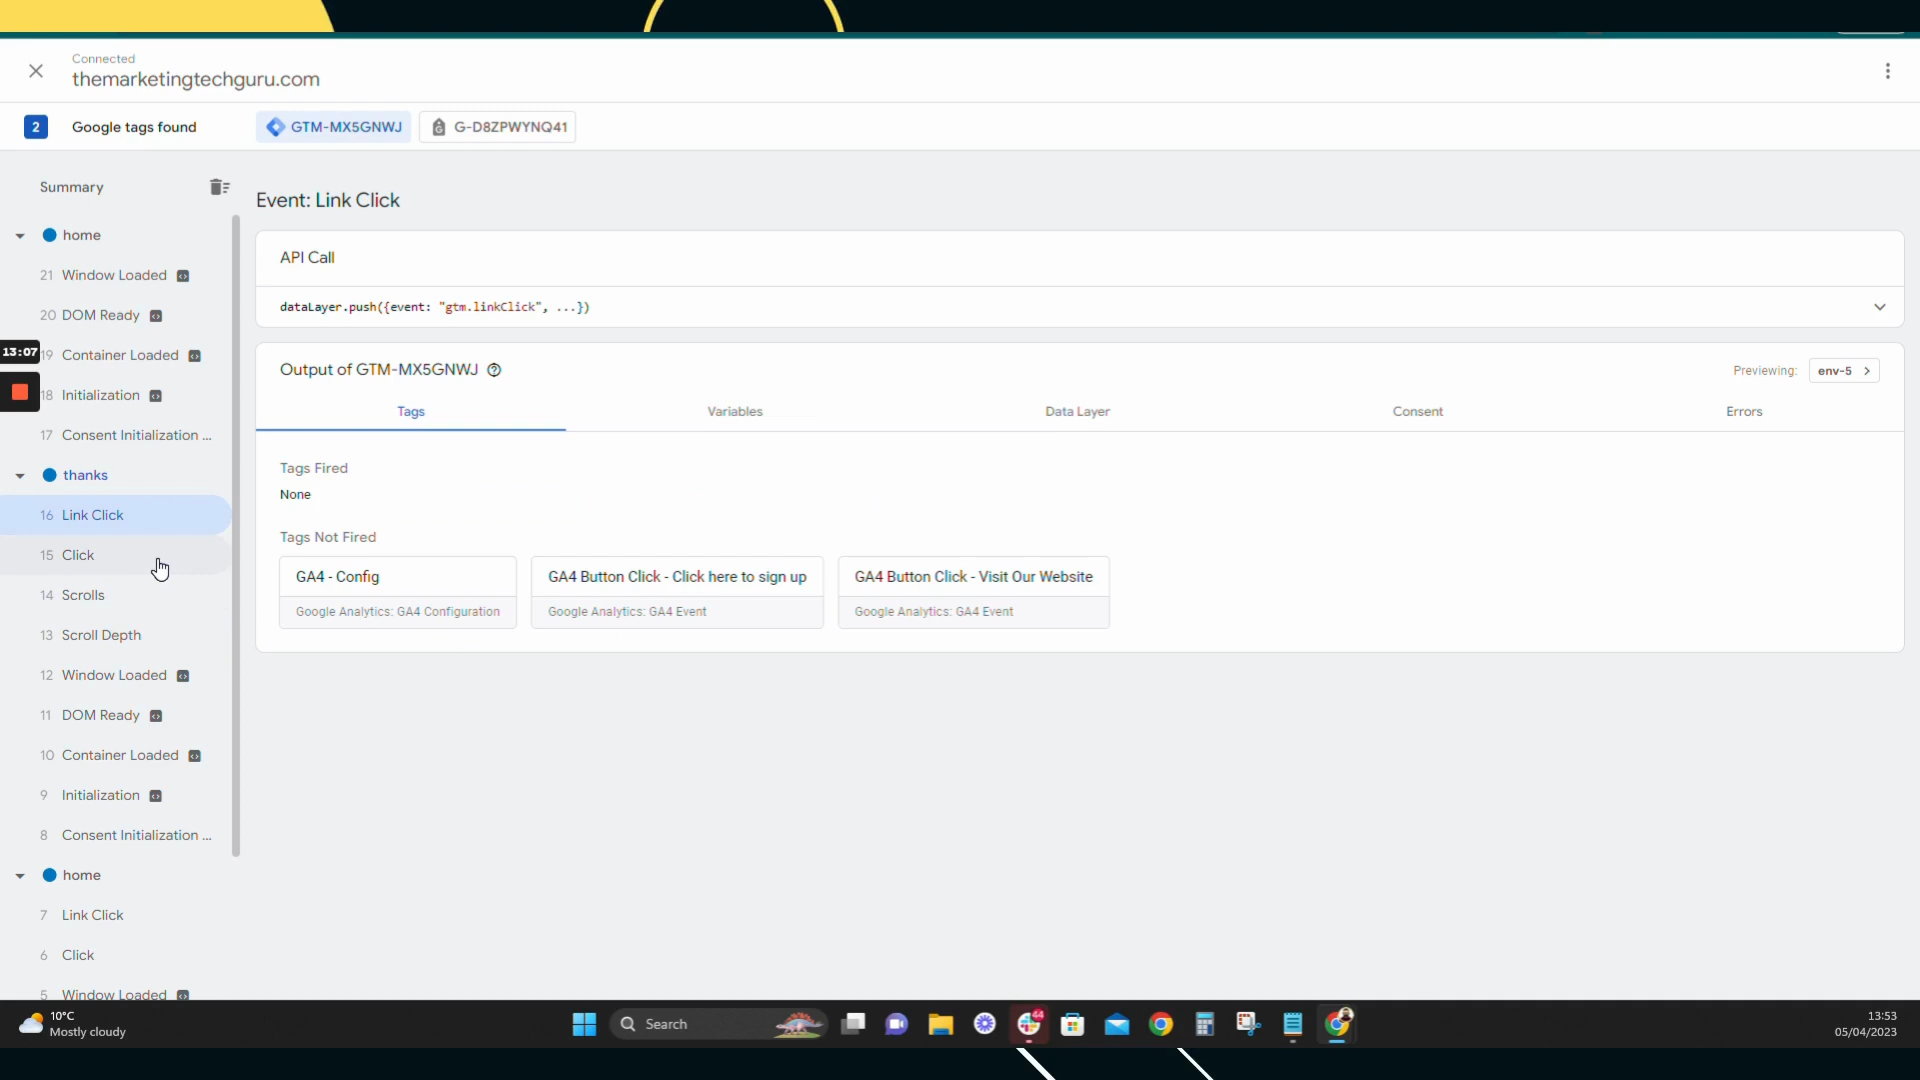 Connected
themarketingtechguru.com
2 Google tags found GTM-MX5GNWJ G-D8ZPWYNQ41
Summary
home
21 Window Loaded
20 DOM Ready
13:07
19 Container Loaded
18 Initialization
17 Consent Initialization ...
thanks
16 Link Click
15 Click
14 Scrolls
13 Scroll Depth
12 Window Loaded
11 DOM Ready
10 Container Loaded
9 Initialization
8 Consent Initialization ...
home
7 Link Click
6 Click
5 Window Loaded
Event: Link Click
API Call
dataLayer.push({event: "gtm.linkClick", ...})
Output of GTM-MX5GNWJ
Previewing: env-5
Tags Variables Data Layer Consent Errors
Tags Fired
None
Tags Not Fired
GA4 - Config
Google Analytics: GA4 Configuration
GA4 Button Click - Click here to sign up
Google Analytics: GA4 Event
GA4 Button Click - Visit Our Website
Google Analytics: GA4 Event
10°C
Mostly cloudy
Search
44
13:53
05/04/2023